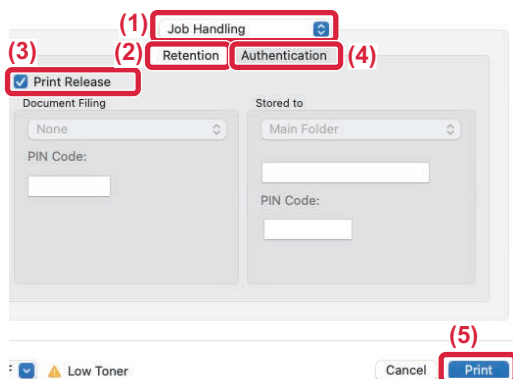 (1) Job Handling
(3) (2) Retention Authentication (4)
Print Release
Document Filing Stored to
None Main Folder
PIN Code:
PIN Code:
(5)
Low Toner Cancel Print